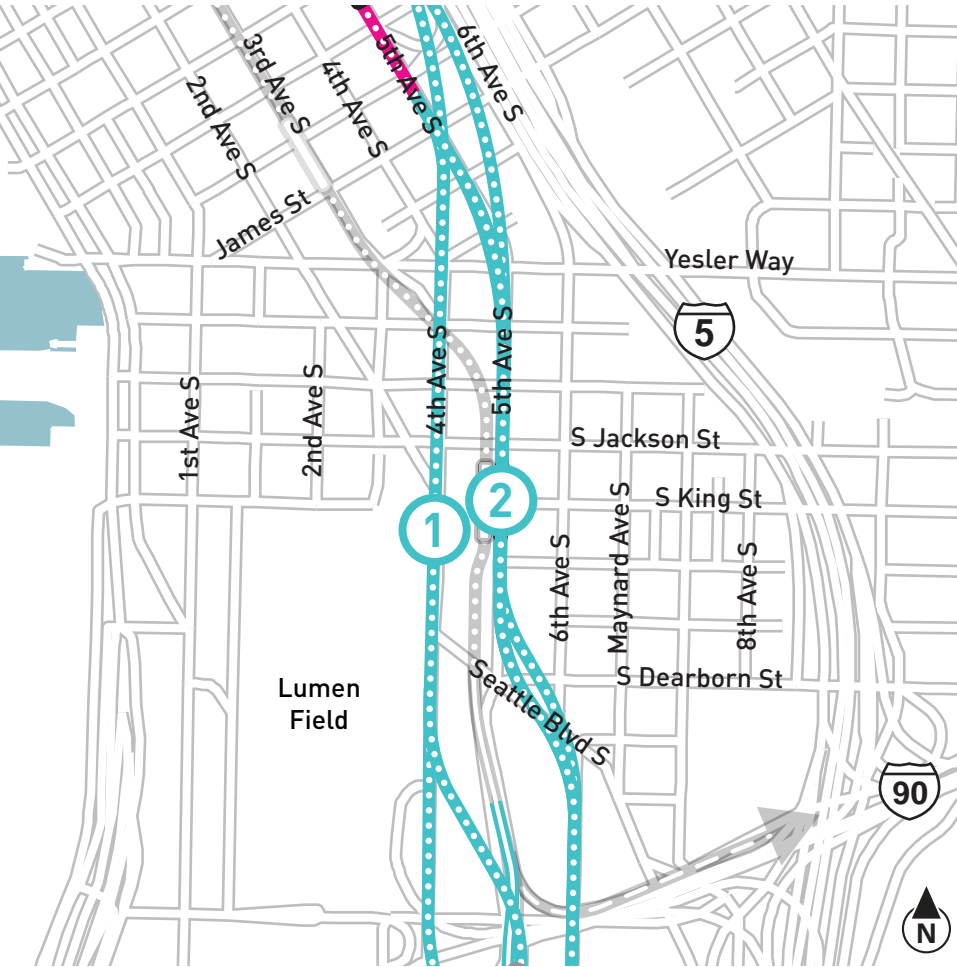 6th Ave S
5th Ave S
3rd Ave S
4th Ave S
2nd Ave S
James St
Yesler Way
5
5th Ave S
4th Ave S
2nd Ave S
1st Ave S
S Jackson St
2
S King St
1
Maynard Ave S
6th Ave S
8th Ave S
S Dearborn St
Lumen
Field
Seattle Blvd S
90
N